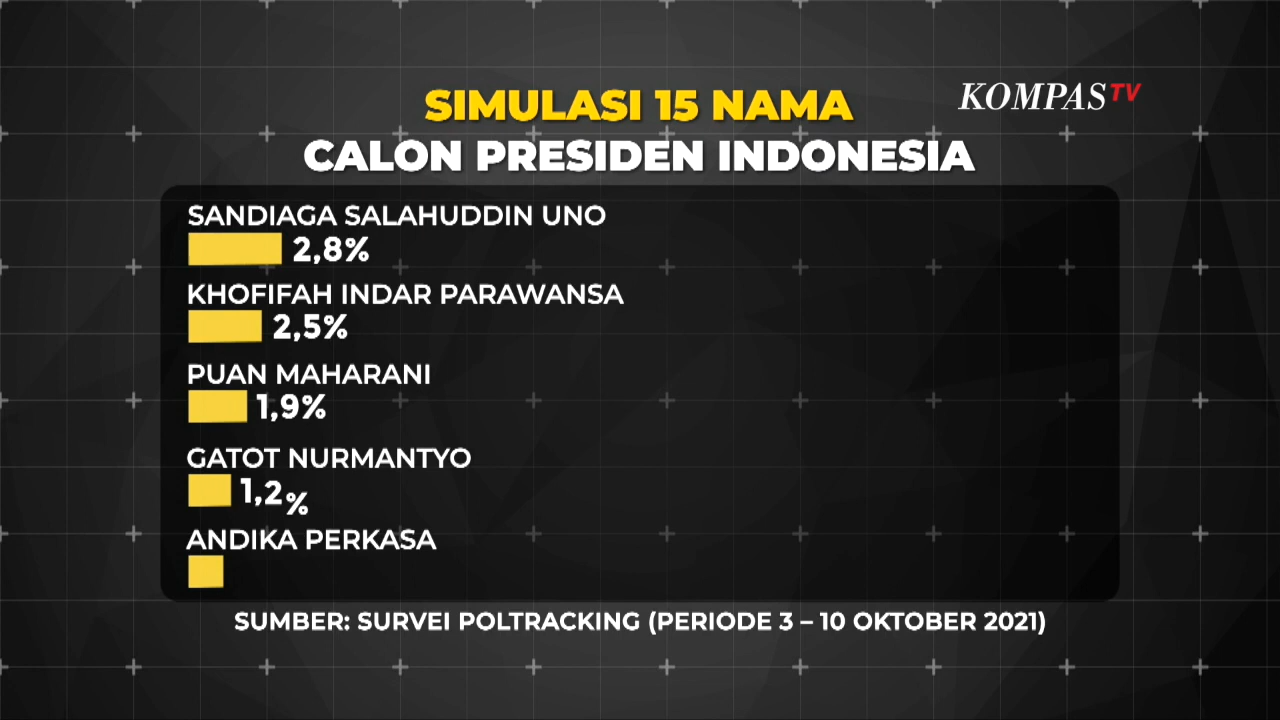 KOMPASTV
SIMULASI 15 NAMA
CALON PRESIDEN INDONESIA
SANDIAGA SALAHUDDIN UNO
2,8%
KHOFIFAH INDAR PARAWANSA
2,5%
PUAN MAHARANI
1,9%
GATOT NURMANTYO
1,2%
ANDIKA PERKASA
SUMBER: SURVEI POLTRACKING (PERIODE 3 – 10 OKTOBER 2021)